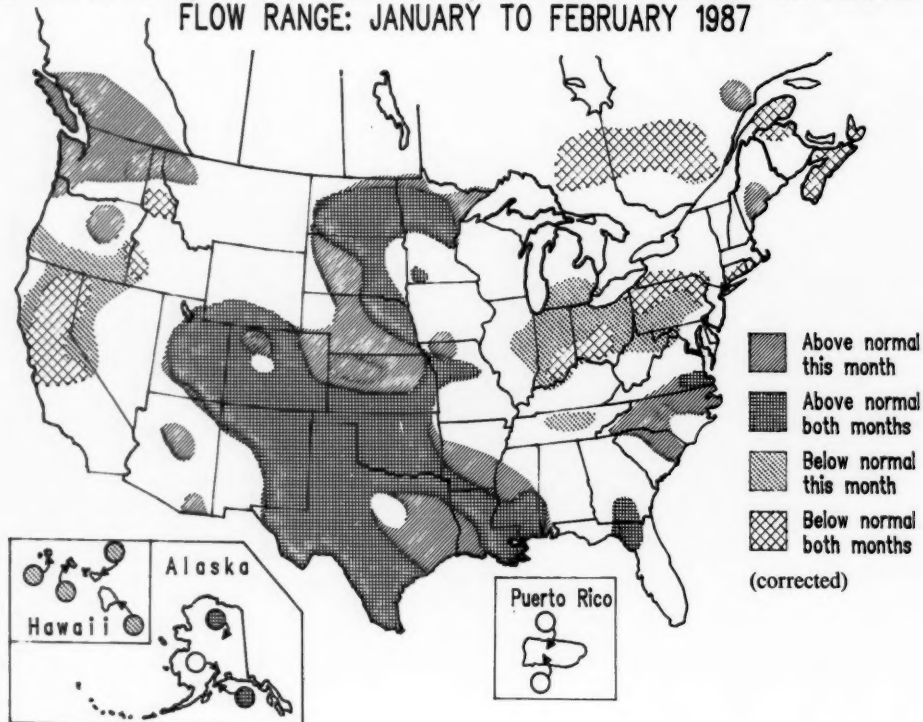 FLOW RANGE: JANUARY TO FEBRUARY 1987
Above normal
this month
Above normal
both months
Below normal
this month
Below normal
both months
(corrected)
Hawaii
Alaska
Puerto Rico